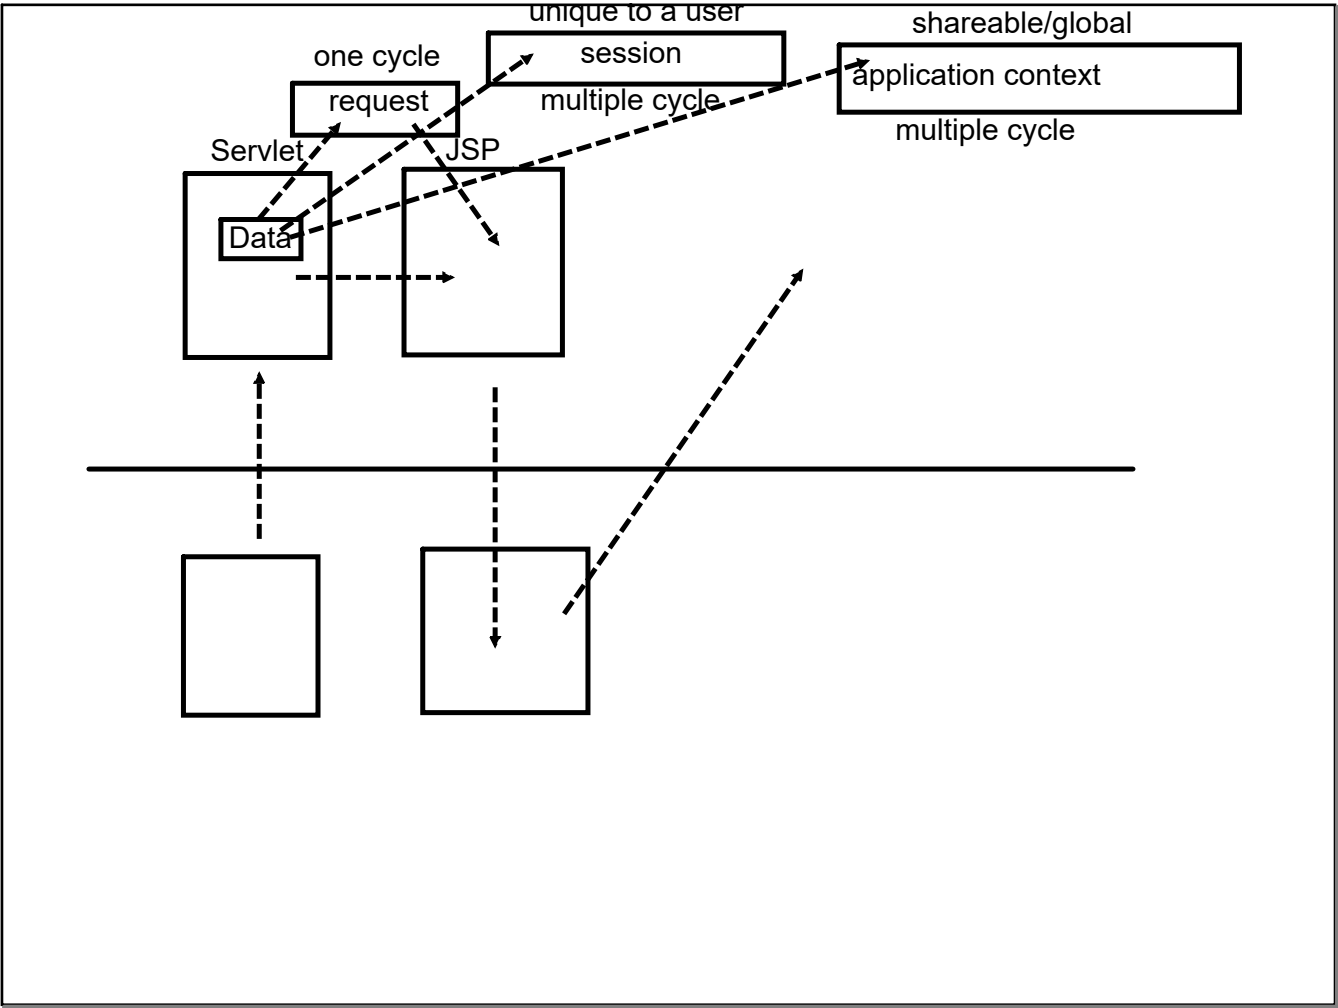 unique to a user
shareable/global
one cycle
session
application context
request
multiple cycle
multiple cycle
Servlet
JSP
Data